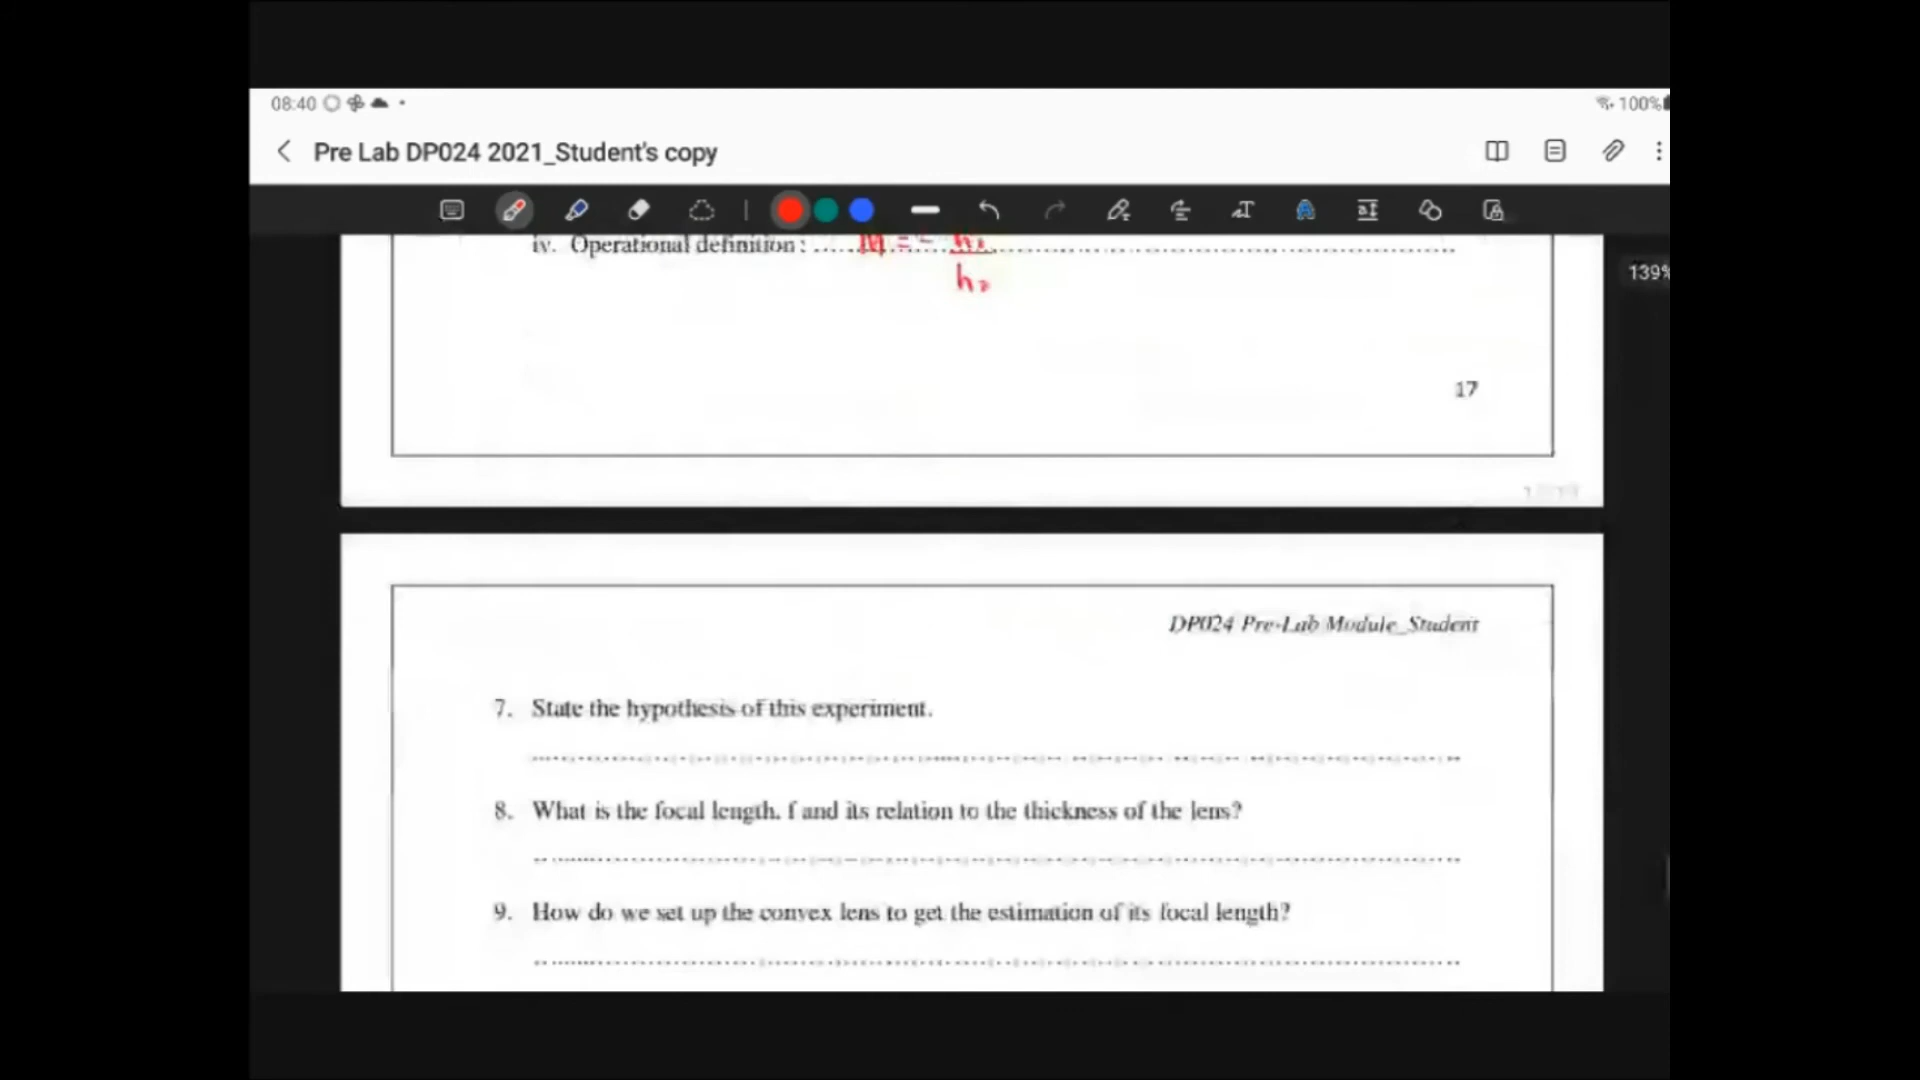 08:40
100%
Pre Lab DP024 2021_Student's copy
139%
iv. Operational definition : M = -
17
DP024 Pre-Lab Module_Student
7. State the hypothesis of this experiment.
8. What is the focal length, f and its relation to the thickness of the lens?
9. How do we set up the convex lens to get the estimation of its focal length?